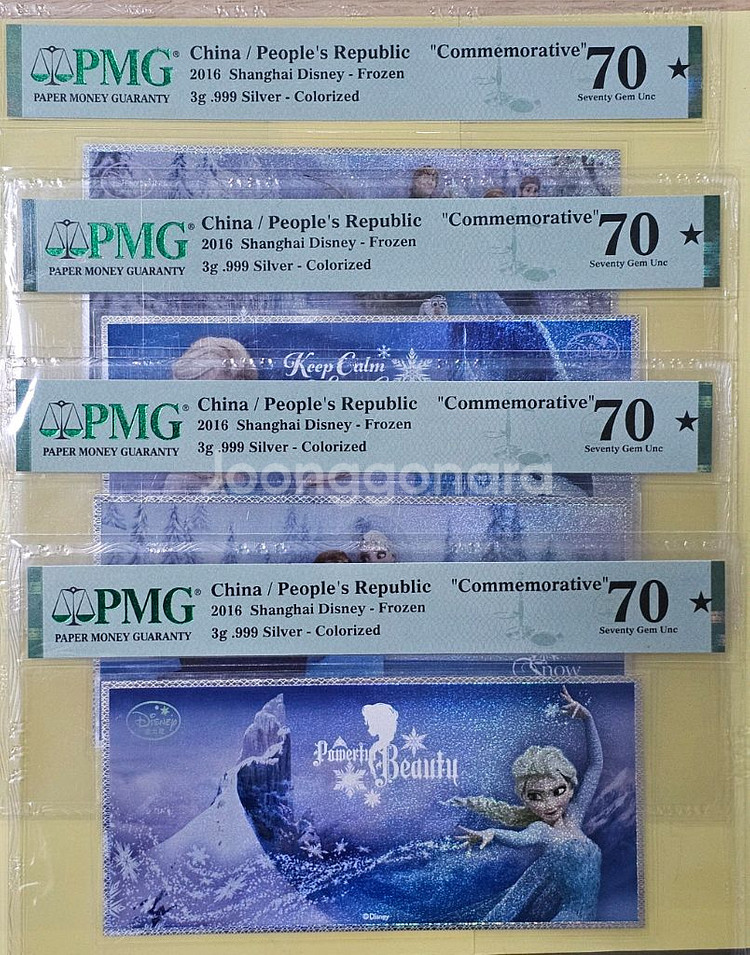 PMG®
PAPER MONEY GUARANTY
China / People's Republic "Commemorative"
2016 Shanghai Disney - Frozen
3g .999 Silver - Colorized
70 ★
Seventy Gem Unc
PMG®
PAPER MONEY GUARANTY
China / People's Republic "Commemorative"
2016 Shanghai Disney - Frozen
3g .999 Silver - Colorized
70 ★
Seventy Gem Unc
Keep Calm
PMG®
PAPER MONEY GUARANTY
China / People's Republic "Commemorative"
2016 Shanghai Disney - Frozen
3g .999 Silver - Colorized
70 ★
Seventy Gem Unc
Joonggonara
PMG®
PAPER MONEY GUARANTY
China / People's Republic "Commemorative"
2016 Shanghai Disney - Frozen
3g .999 Silver - Colorized
70 ★
Seventy Gem Unc
Snow
Disney
Powerful
Beauty
©Disney